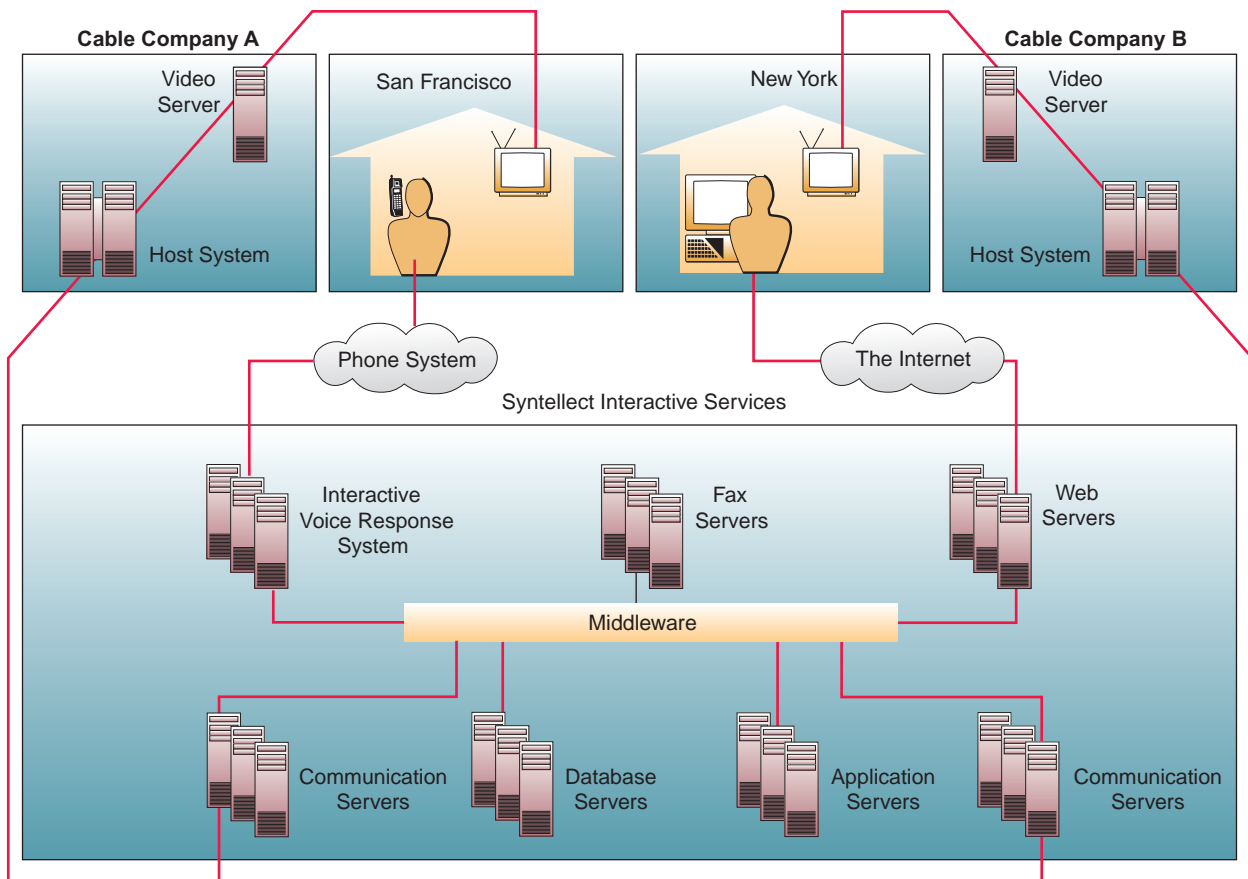 Cable Company A
Cable Company B
Video
Server
San Francisco
New York
Video
Server
Host System
Host System
Phone System
The Internet
Syntellect Interactive Services
Interactive
Voice Response
System
Fax
Servers
Web
Servers
Middleware
Communication
Servers
Database
Servers
Application
Servers
Communication
Servers